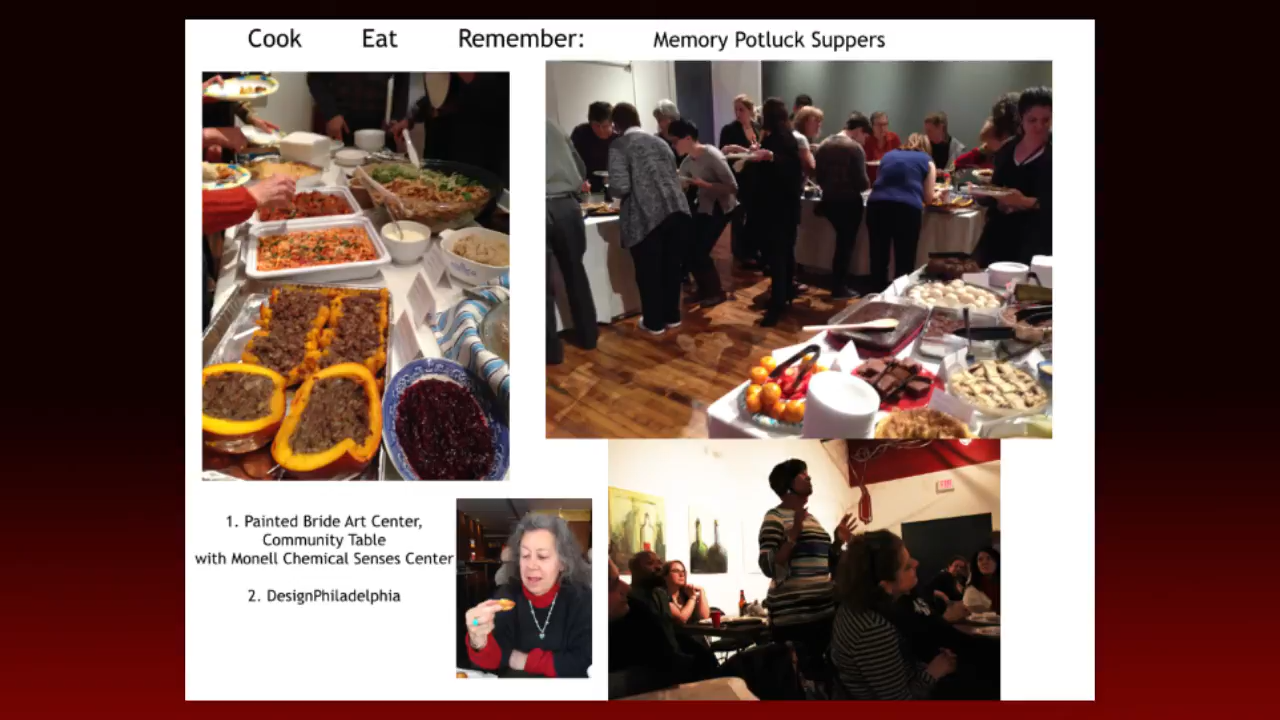 Cook Eat Remember: Memory Potluck Suppers
1. Painted Bride Art Center,
Community Table
with Monell Chemical Senses Center
2. DesignPhiladelphia